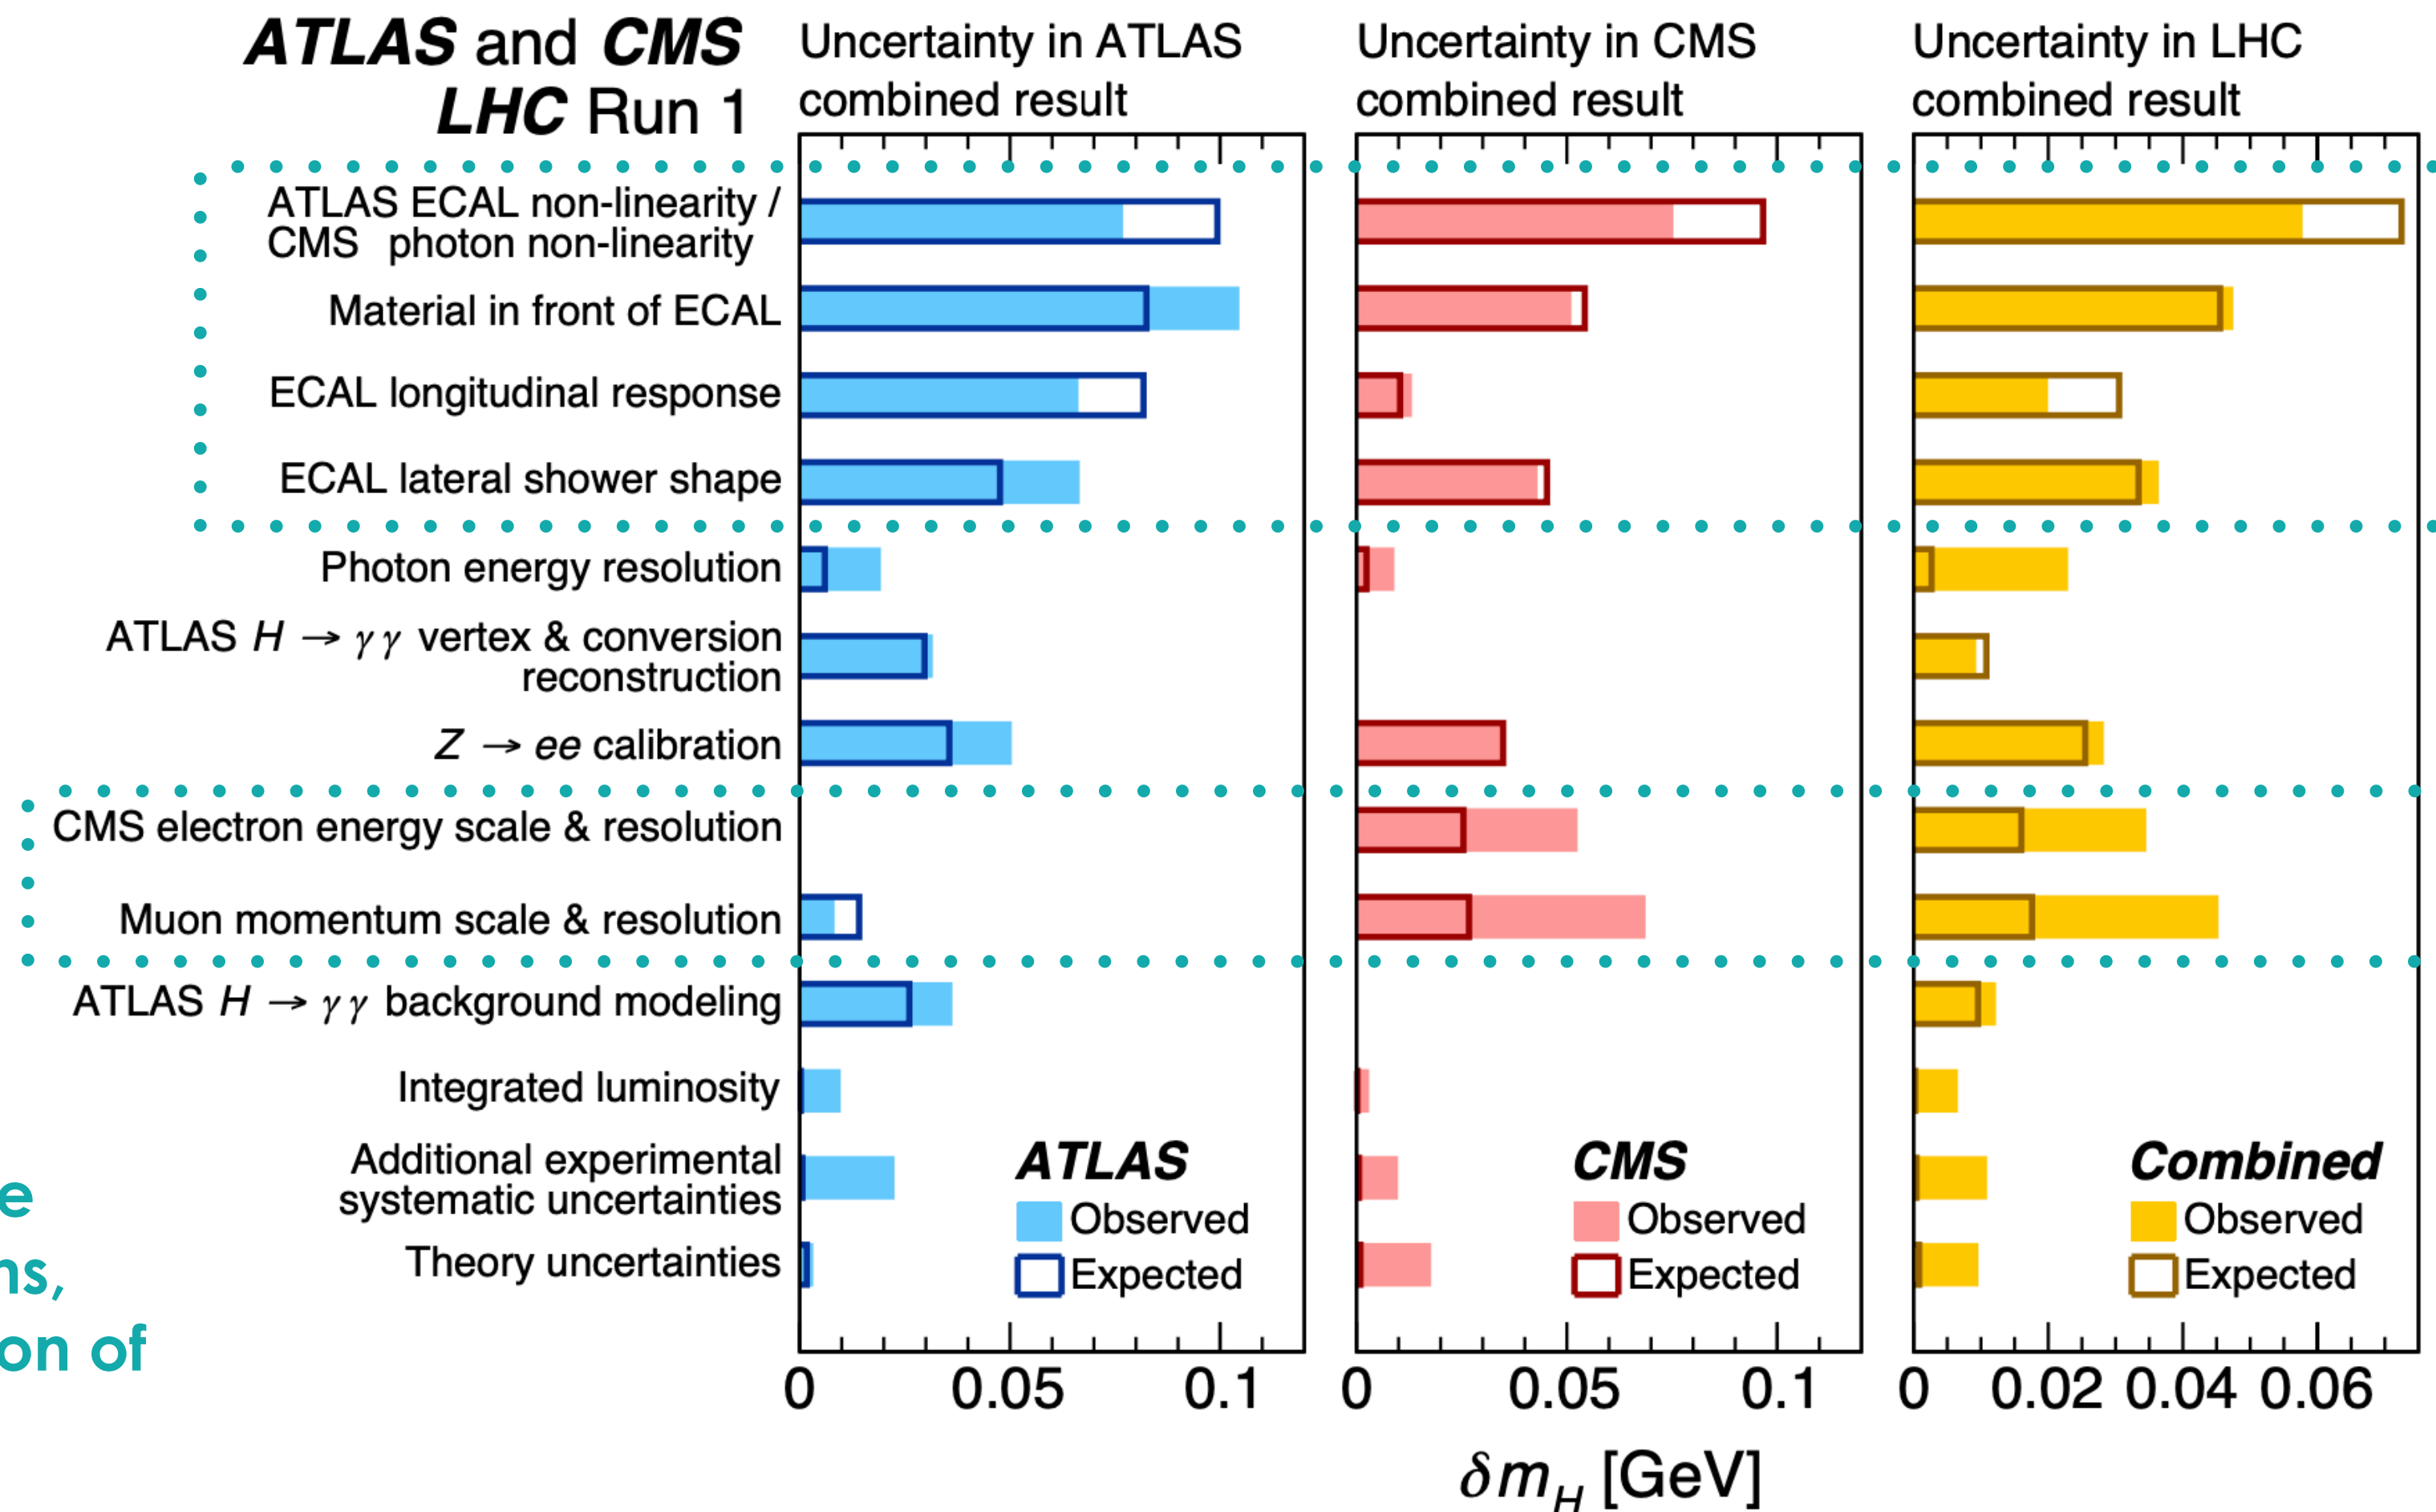 ATLAS and CMS
LHC Run 1
Uncertainty in ATLAS
combined result
Uncertainty in CMS
combined result
Uncertainty in LHC
combined result
ATLAS ECAL non-linearity /
CMS photon non-linearity
Material in front of ECAL
ECAL longitudinal response
ECAL lateral shower shape
Photon energy resolution
ATLAS H → γγ vertex & conversion
reconstruction
Z → ee calibration
CMS electron energy scale & resolution
Muon momentum scale & resolution
ATLAS H → γγ background modeling
Integrated luminosity
Additional experimental
systematic uncertainties
Theory uncertainties
ATLAS
Observed
Expected
CMS
Observed
Expected
Combined
Observed
Expected
0 0.05 0.1
0 0.05 0.1
0 0.02 0.04 0.06
δm_H [GeV]
e
ns,
on of